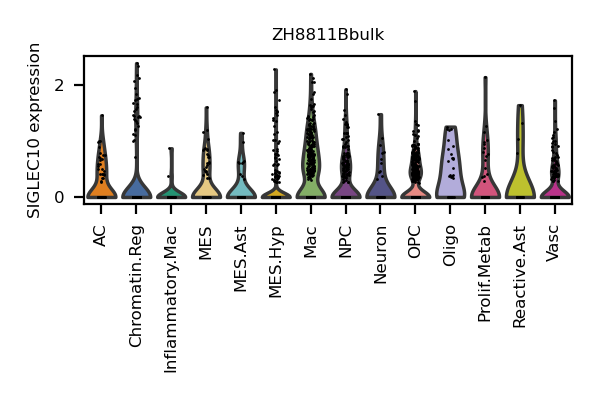 ZH8811Bbulk
SIGLEC10 expression
2
0
AC
Chromatin.Reg
Inflammatory.Mac
MES
MES.Ast
MES.Hyp
Mac
NPC
Neuron
OPC
Oligo
Prolif.Metab
Reactive.Ast
Vasc